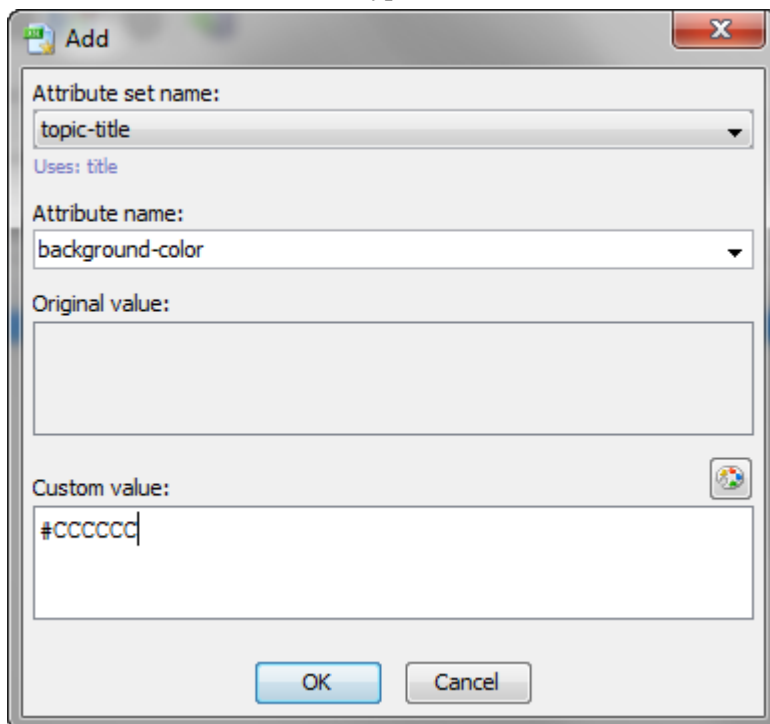 Add
Attribute set name:
topic-title
Uses: title
Attribute name:
background-color
Original value:
Custom value:
#CCCCCC
OK Cancel